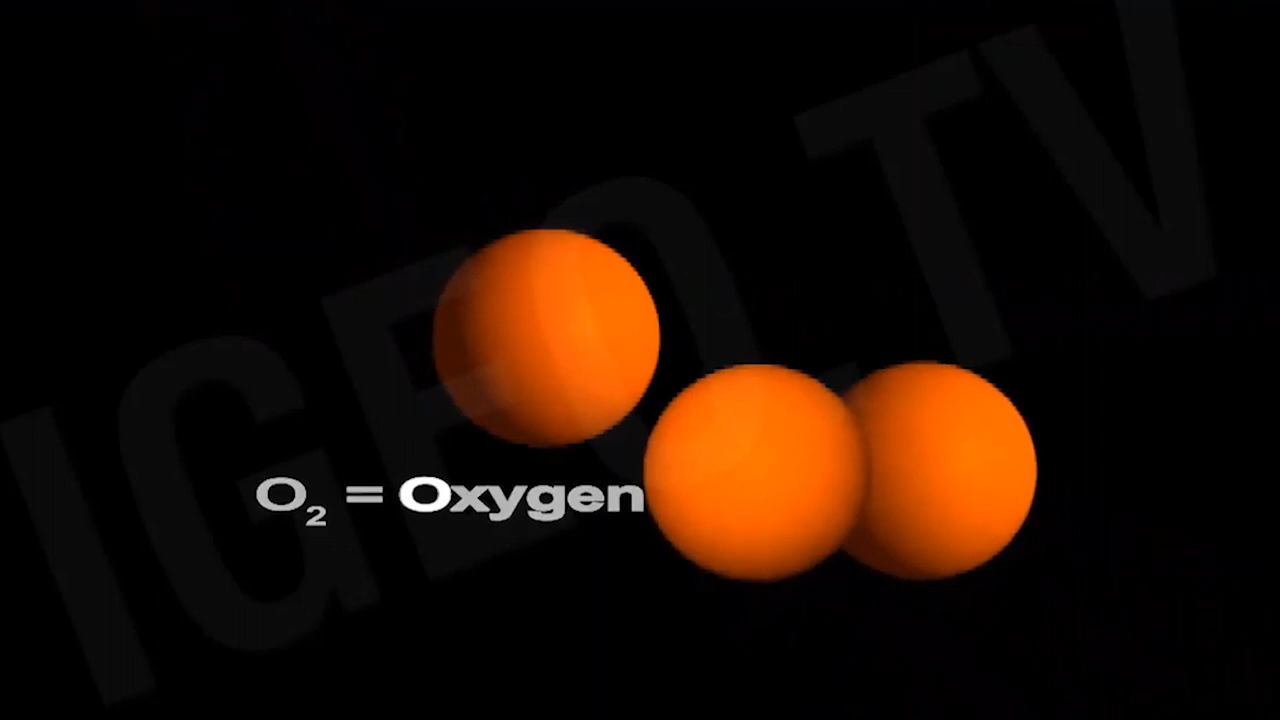 IGEO.TV
O₂ = Oxygen